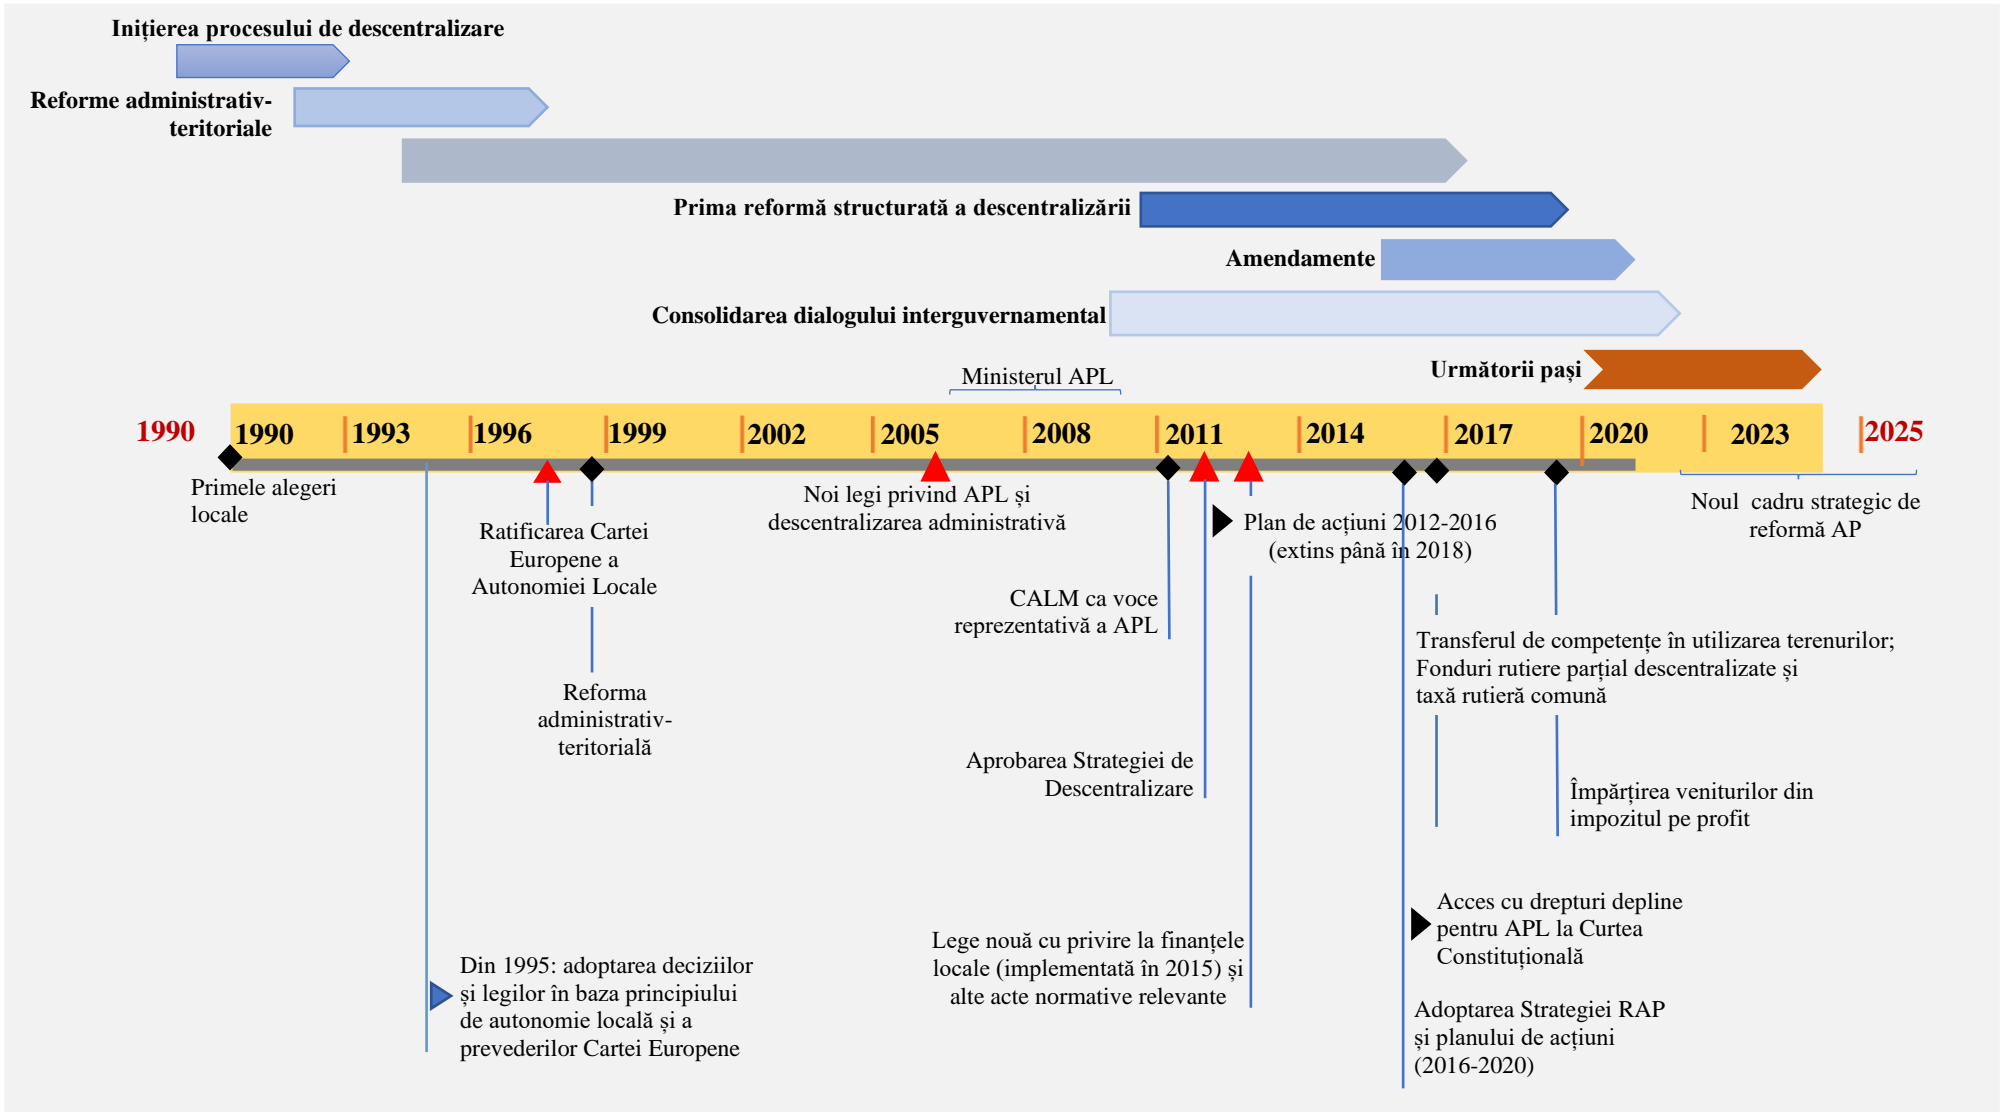 Inițierea procesului de descentralizare
Reforme administrativ-
teritoriale
Prima reformă structurată a descentralizării
Amendamente
Consolidarea dialogului interguvernamental
Următorii pași
Ministerul APL
1990 1990 1993 1996 1999 2002 2005 2008 2011 2014 2017 2020 2023 2025
Primele alegeri
locale
Ratificarea Cartei
Europene a
Autonomiei Locale
Reforma
administrativ-
teritorială
Din 1995: adoptarea deciziilor
și legilor în baza principiului
de autonomie locală și a
prevederilor Cartei Europene
Noi legi privind APL și
descentralizarea administrativă
CALM ca voce
reprezentativă a APL
Aprobarea Strategiei de
Descentralizare
Plan de acțiuni 2012-2016
(extins până în 2018)
Lege nouă cu privire la finanțele
locale (implementată în 2015) și
alte acte normative relevante
Noul cadru strategic de
reformă AP
Transferul de competențe în utilizarea terenurilor;
Fonduri rutiere parțial descentralizate și
taxă rutieră comună
Împărțirea veniturilor din
impozitul pe profit
Acces cu drepturi depline
pentru APL la Curtea
Constituțională
Adoptarea Strategiei RAP
și planului de acțiuni
(2016-2020)